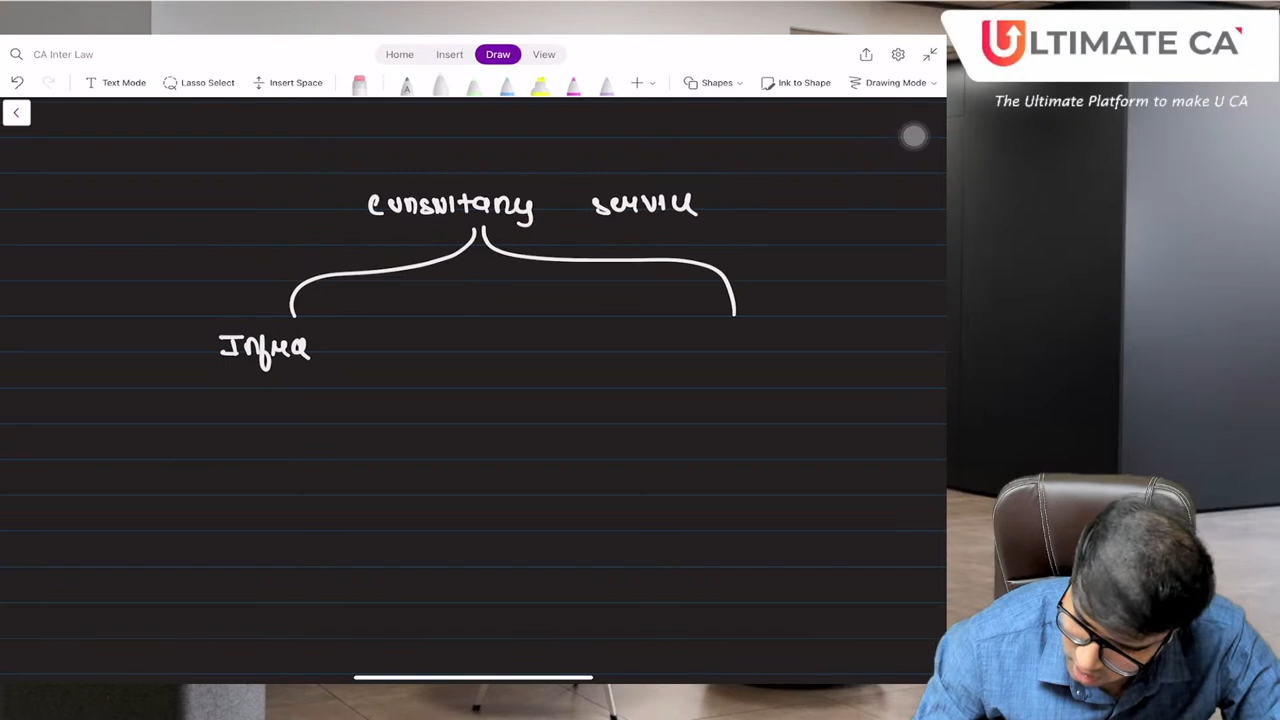 ULTIMATE CA
The Ultimate Platform to make U CA
CA Inter Law
Home Insert Draw View
Text Mode Lasso Select Insert Space Shapes Ink to Shape Drawing Mode
Consultany service
Infra